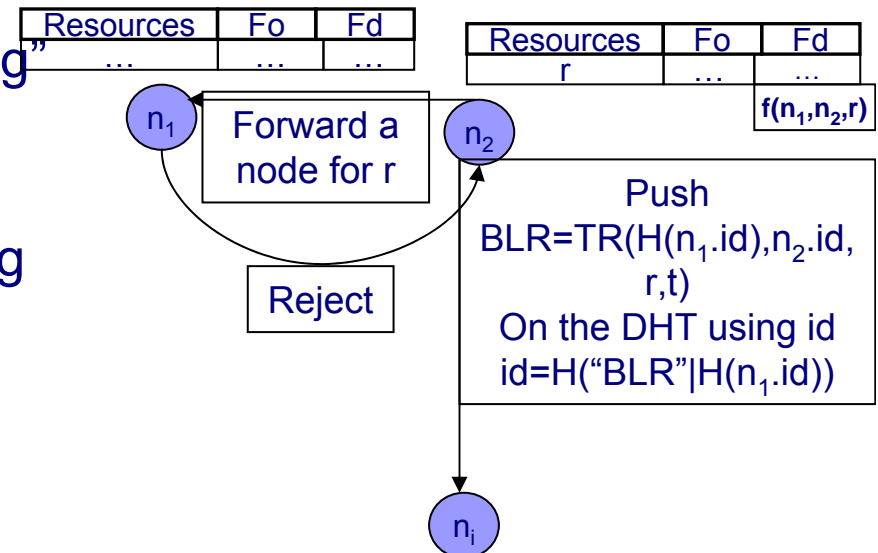 Resources Fo Fd
… … …
g”
Resources Fo Fd
r … …
f(n₁,n₂,r)
n₁
Forward a
node for r
n₂
Reject
g
Push
BLR=TR(H(n₁.id),n₂.id,
r,t)
On the DHT using id
id=H(“BLR”|H(n₁.id))
nᵢ